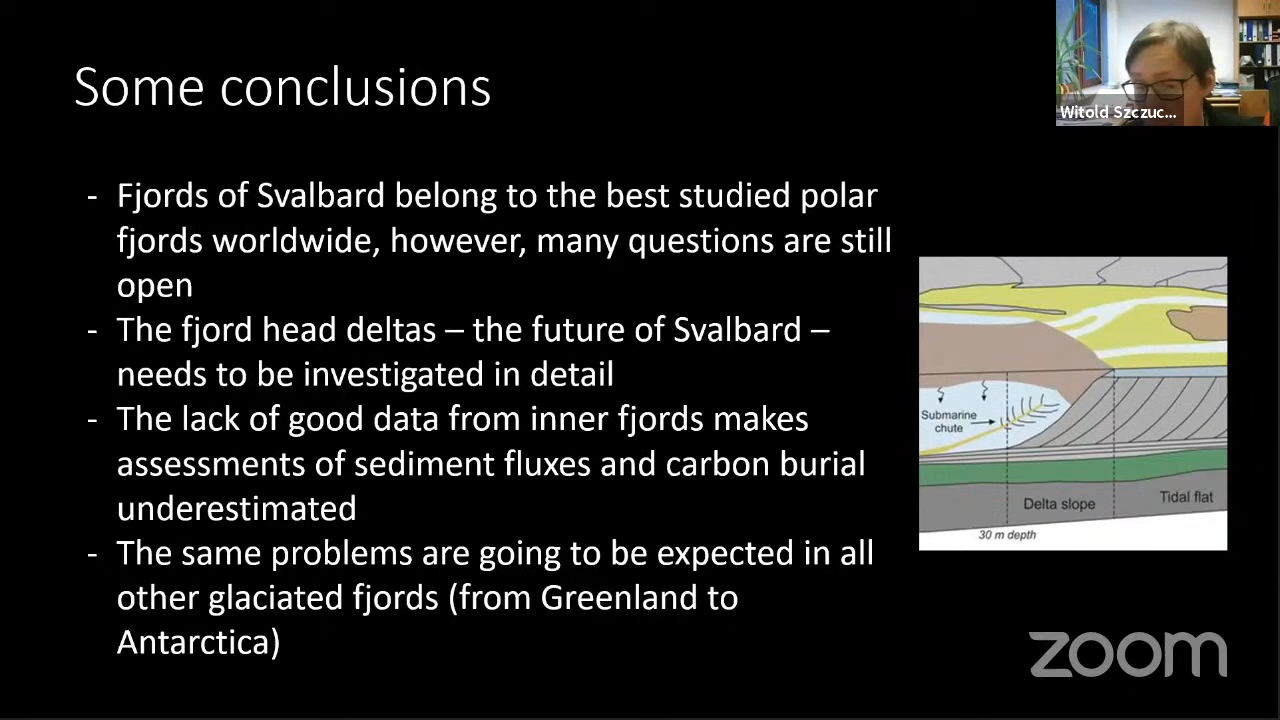 Some conclusions
Witold Szczuc...
- Fjords of Svalbard belong to the best studied polar
fjords worldwide, however, many questions are still
open
- The fjord head deltas – the future of Svalbard –
needs to be investigated in detail
- The lack of good data from inner fjords makes
assessments of sediment fluxes and carbon burial
underestimated
- The same problems are going to be expected in all
other glaciated fjords (from Greenland to
Antarctica)
Submarine
chute
Delta slope
Tidal flat
30 m depth
zoom